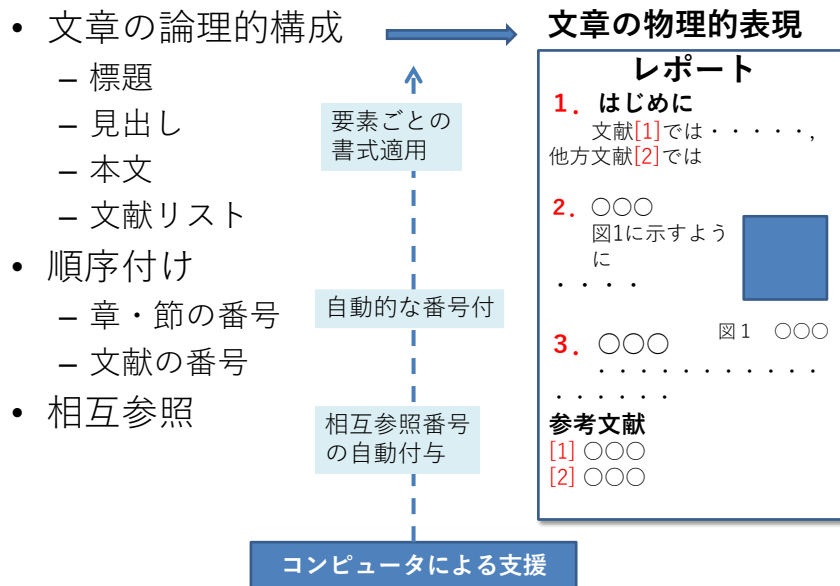 • 文章の論理的構成
– 標題
– 見出し
– 本文
– 文献リスト
• 順序付け
– 章・節の番号
– 文献の番号
• 相互参照
要素ごとの
書式適用
自動的な番号付
相互参照番号
の自動付与
コンピュータによる支援
文章の物理的表現
レポート
1. はじめに
文献[1]では・・・・・,
他方文献[2]では
2. ○○○
図1に示すよう
に
・・・・
図１　○○○
3. ○○○
・・・・・・・・・・・
・・・・・・
参考文献
[1] ○○○
[2] ○○○